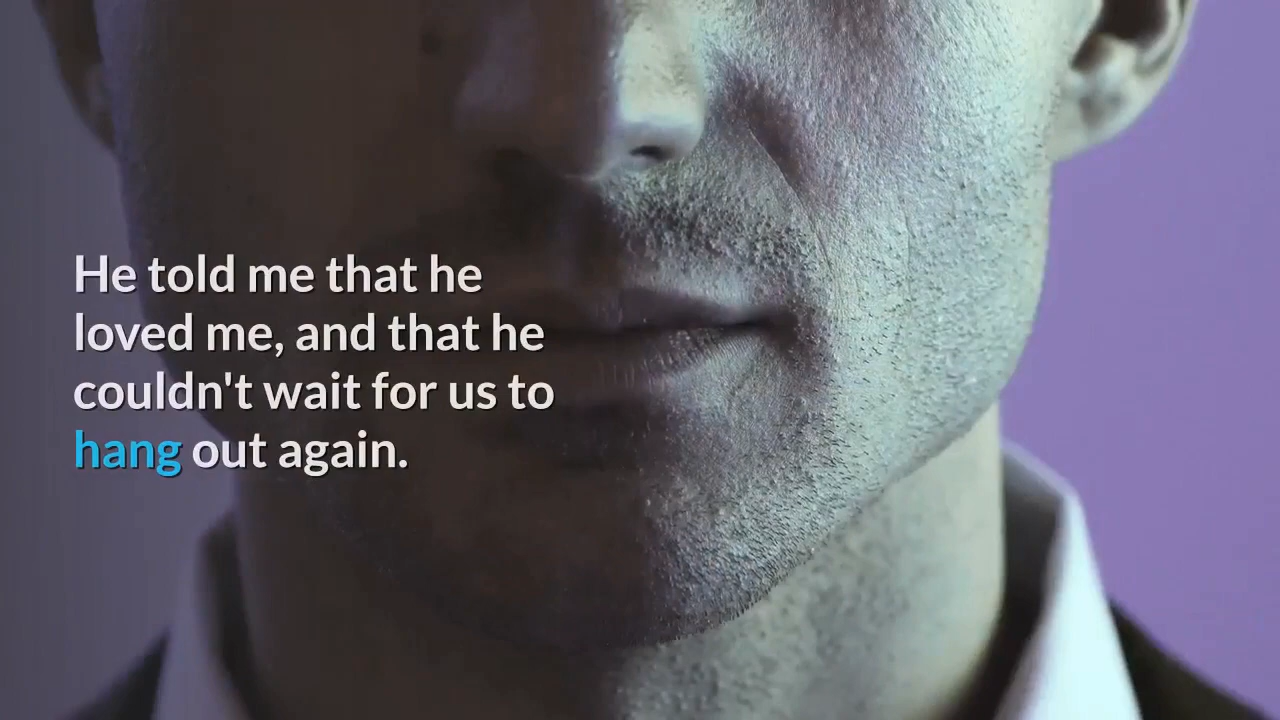 He told me that he
loved me, and that he
couldn't wait for us to
hang out again.